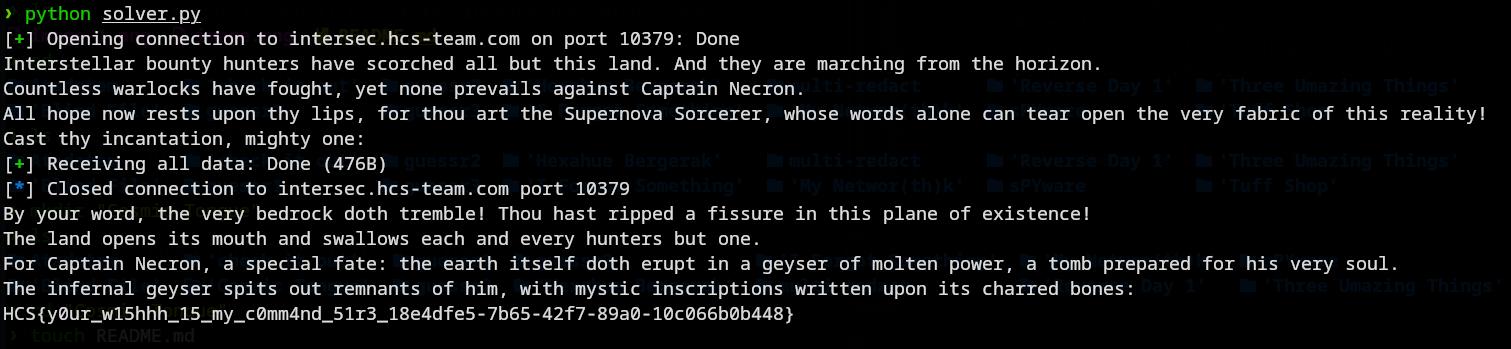 ❯ python solver.py
[+] Opening connection to intersec.hcs-team.com on port 10379: Done
Interstellar bounty hunters have scorched all but this land. And they are marching from the horizon.
Countless warlocks have fought, yet none prevails against Captain Necron.
All hope now rests upon thy lips, for thou art the Supernova Sorcerer, whose words alone can tear open the very fabric of this reality!
Cast thy incantation, mighty one:
[+] Receiving all data: Done (476B)
[*] Closed connection to intersec.hcs-team.com port 10379
By your word, the very bedrock doth tremble! Thou hast ripped a fissure in this plane of existence!
The land opens its mouth and swallows each and every hunters but one.
For Captain Necron, a special fate: the earth itself doth erupt in a geyser of molten power, a tomb prepared for his very soul.
The infernal geyser spits out remnants of him, with mystic inscriptions written upon its charred bones:
HCS{y0ur_w15hhh_15_my_c0mm4nd_51r3_18e4dfe5-7b65-42f7-89a0-10c066b0b448}
❯ touch README.md